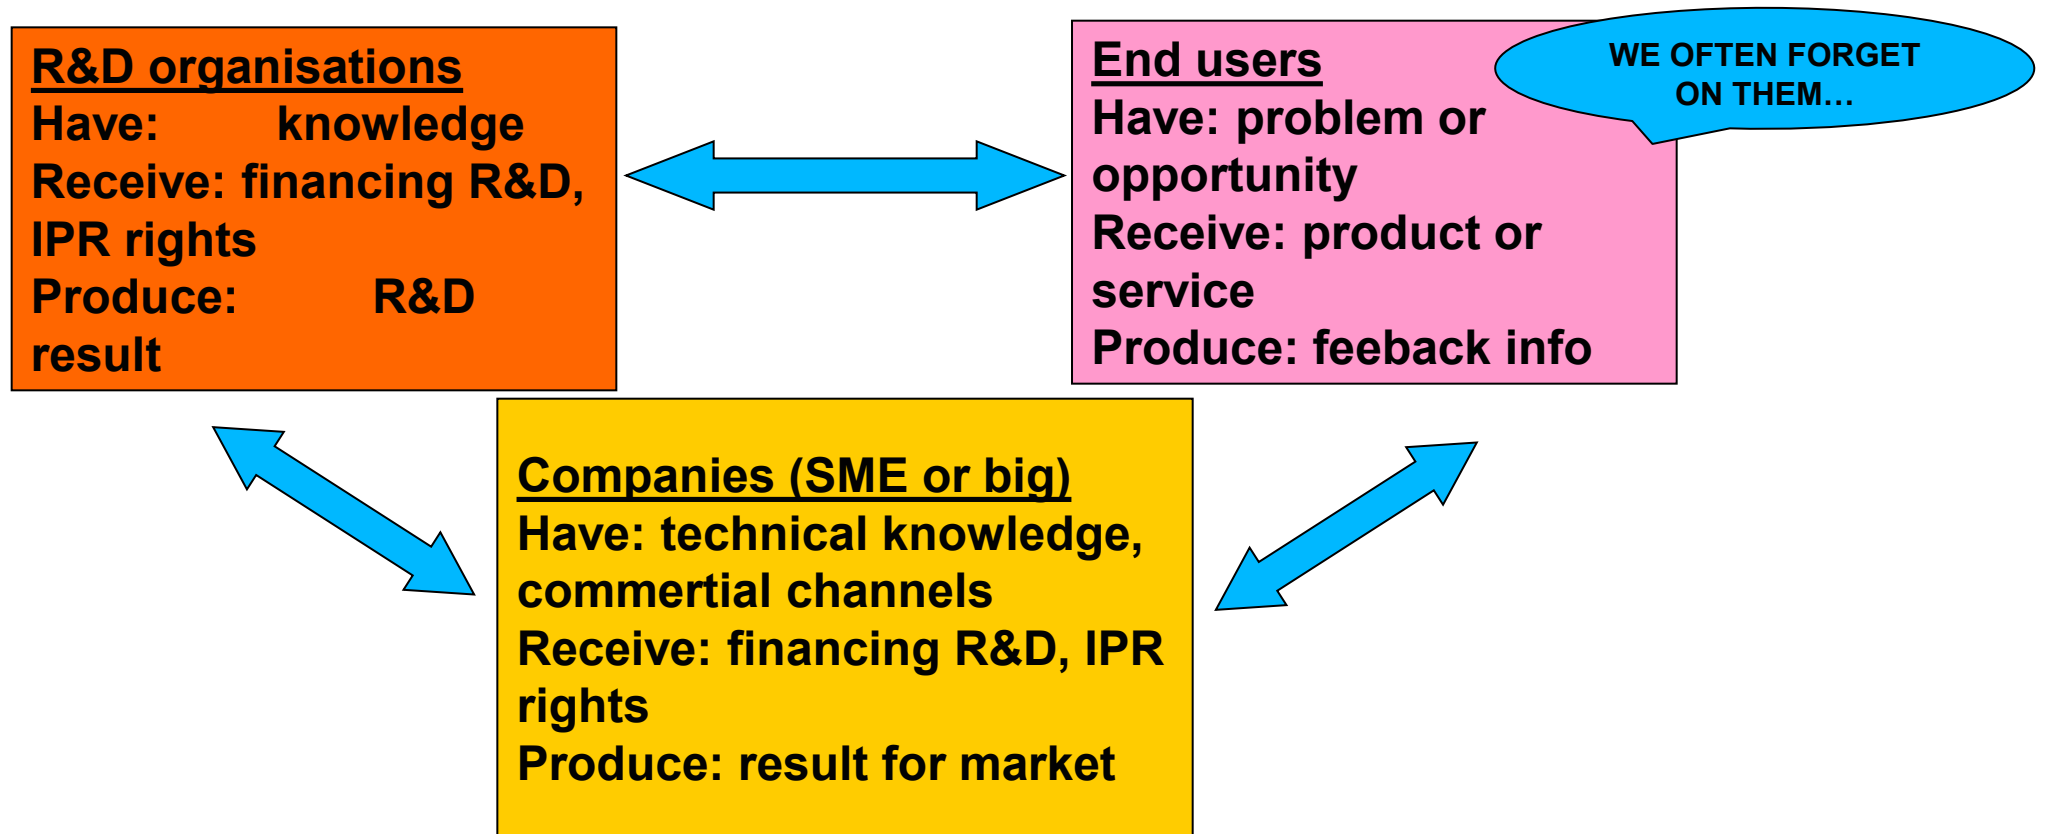 R&D organisations
Have: knowledge
Receive: financing R&D,
IPR rights
Produce: R&D
result
End users
Have: problem or
opportunity
Receive: product or
service
Produce: feeback info
WE OFTEN FORGET
ON THEM…
Companies (SME or big)
Have: technical knowledge,
commertial channels
Receive: financing R&D, IPR
rights
Produce: result for market